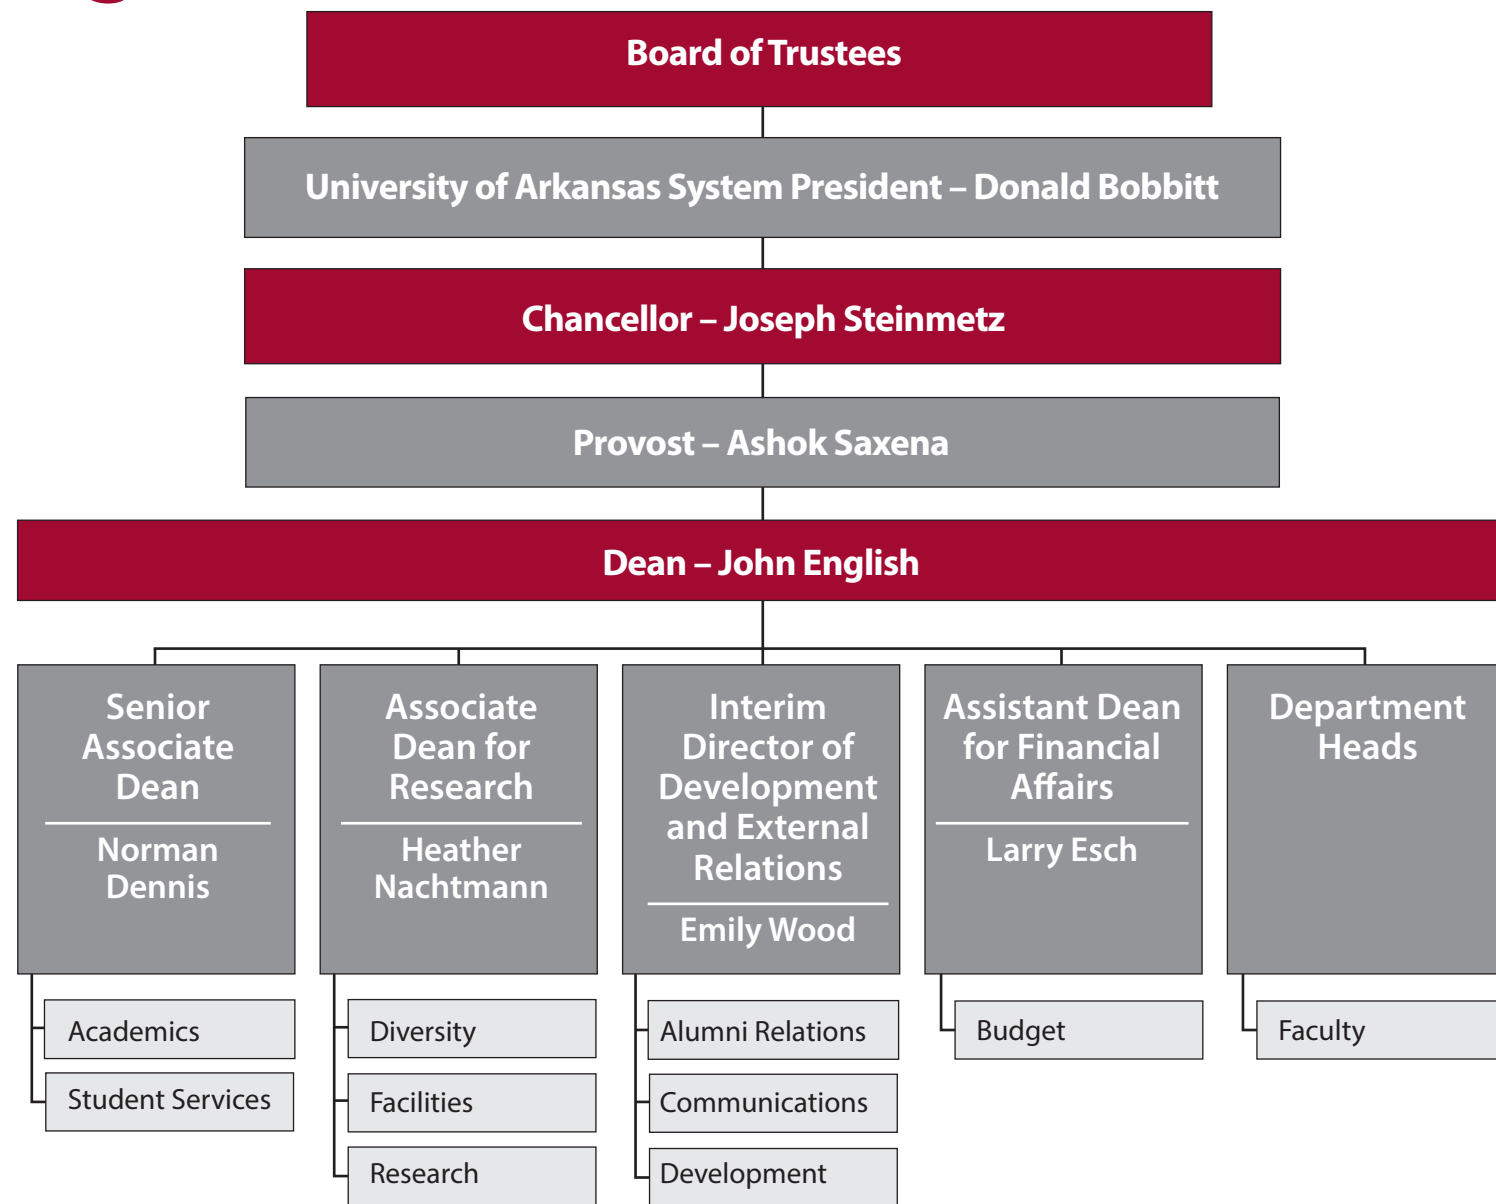 Board of Trustees
University of Arkansas System President – Donald Bobbitt
Chancellor – Joseph Steinmetz
Provost – Ashok Saxena
Dean – John English
Senior
Associate
Dean
Norman
Dennis
Academics
Student Services
Associate
Dean for
Research
Heather
Nachtmann
Diversity
Facilities
Research
Interim
Director of
Development
and External
Relations
Emily Wood
Alumni Relations
Communications
Development
Assistant Dean
for Financial
Affairs
Larry Esch
Budget
Department
Heads
Faculty